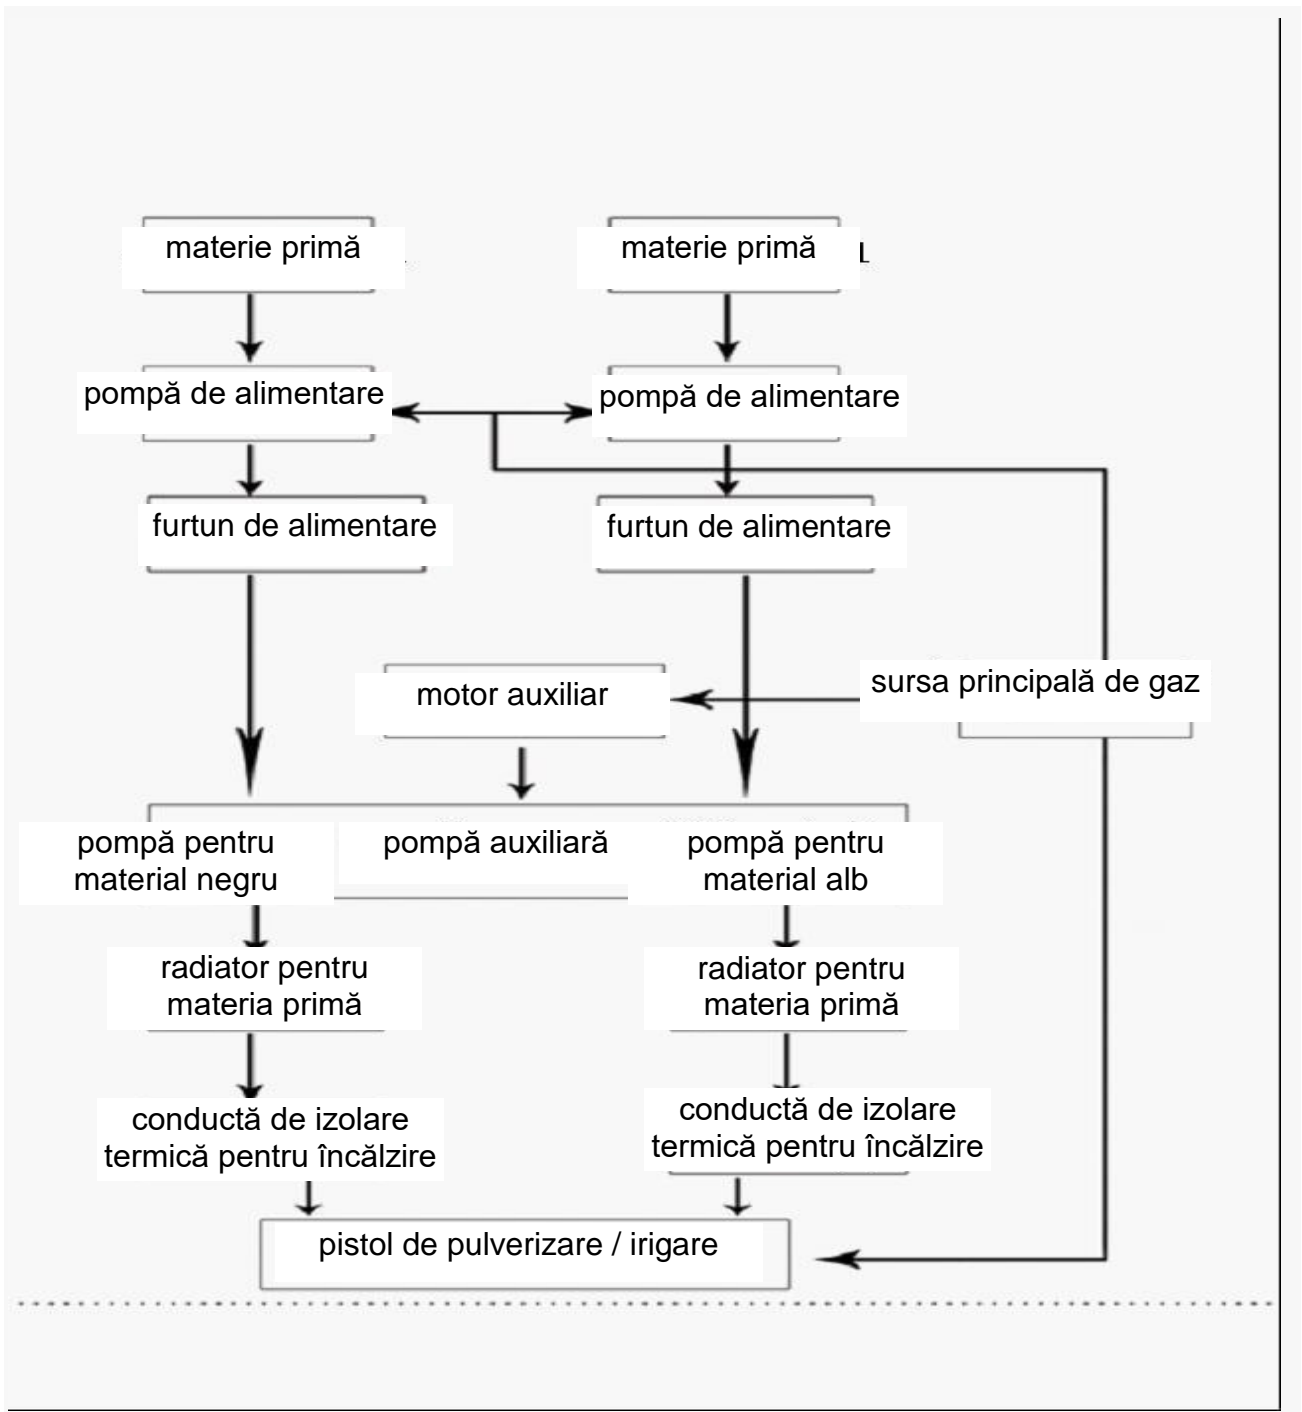 materie primă
materie primă
pompă de alimentare
pompă de alimentare
furtun de alimentare
furtun de alimentare
motor auxiliar
sursa principală de gaz
pompă pentru
material negru
pompă auxiliară
pompă pentru
material alb
radiator pentru
materia primă
radiator pentru
materia primă
conductă de izolare
termică pentru încălzire
conductă de izolare
termică pentru încălzire
pistol de pulverizare / irigare